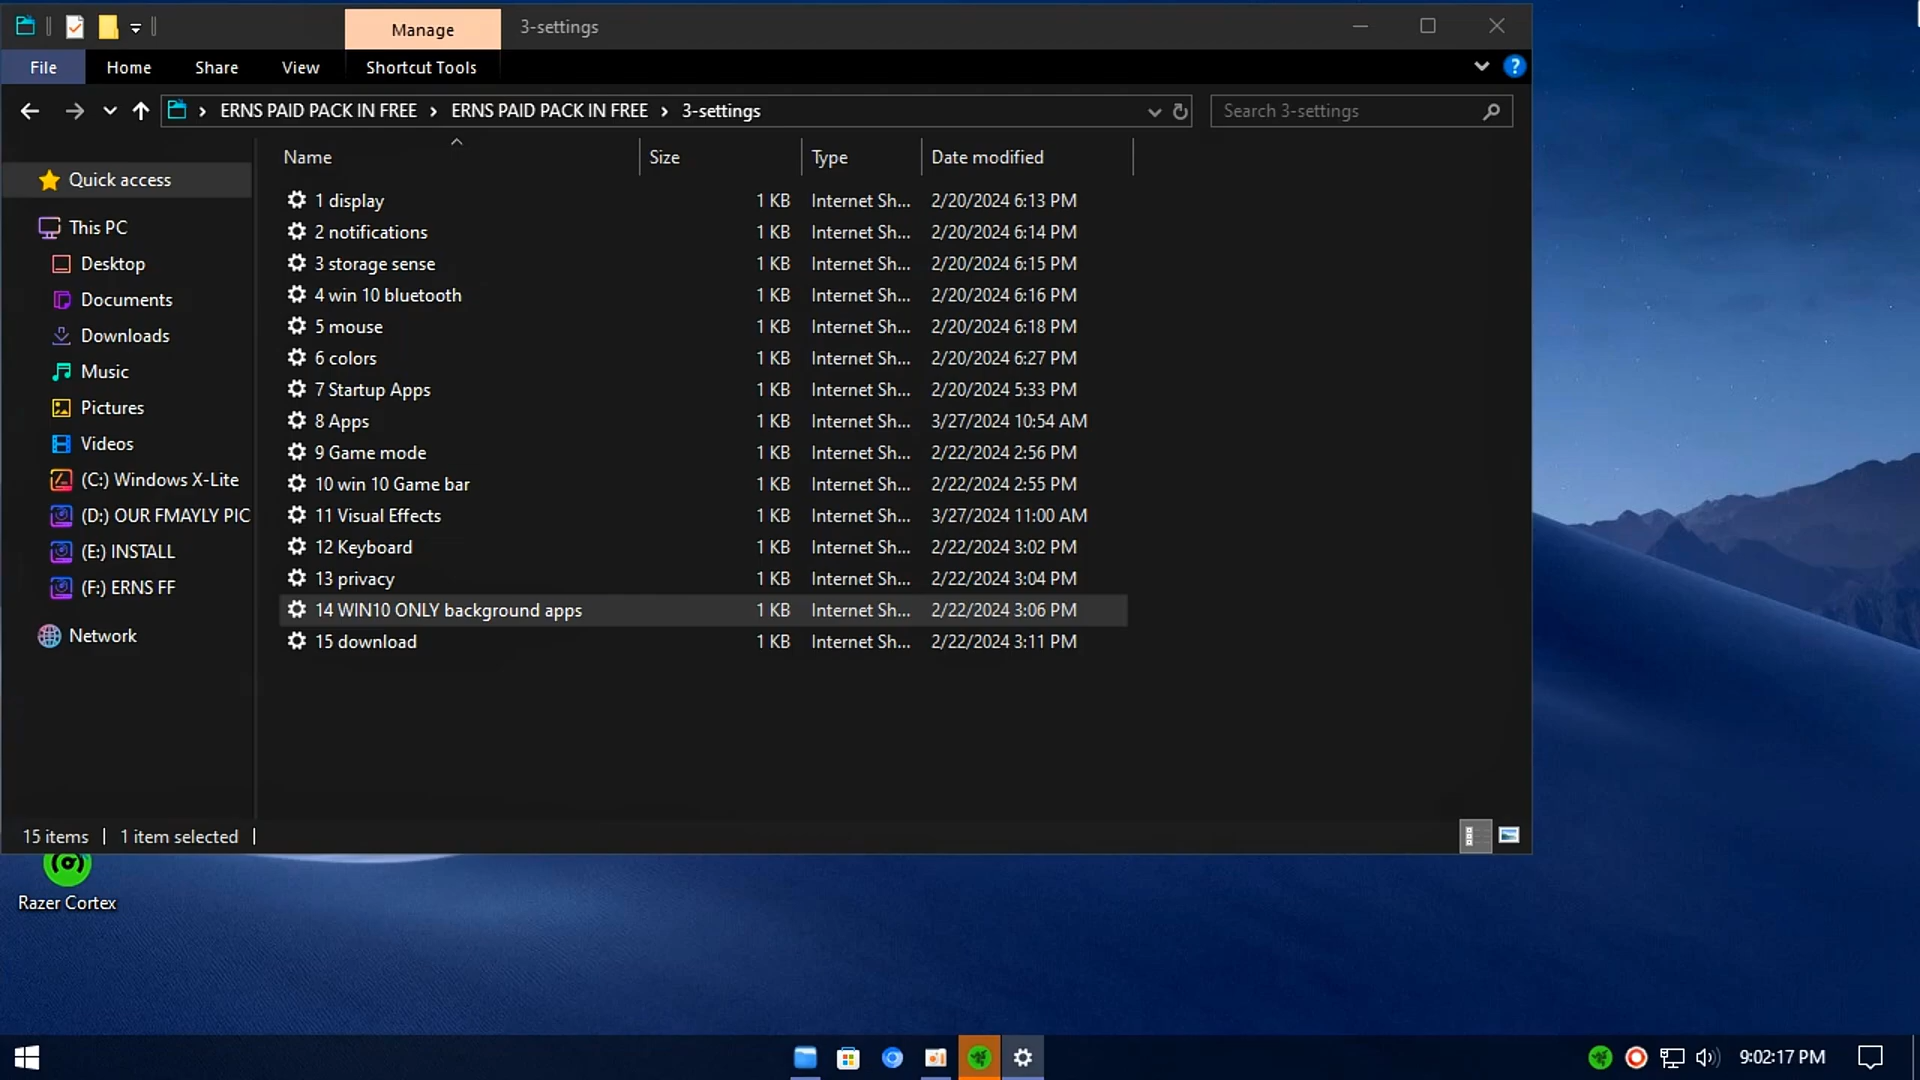 Manage
3-settings
File
Home
Share
View
Shortcut Tools
?
ERNS PAID PACK IN FREE > ERNS PAID PACK IN FREE > 3-settings
Search 3-settings
Name Size Type Date modified
Quick access
This PC
Desktop
Documents
Downloads
Music
Pictures
Videos
(C:) Windows X-Lite
(D:) OUR FMAYLY PIC
(E:) INSTALL
(F:) ERNS FF
Network
1 display 1 KB Internet Sh... 2/20/2024 6:13 PM
2 notifications 1 KB Internet Sh... 2/20/2024 6:14 PM
3 storage sense 1 KB Internet Sh... 2/20/2024 6:15 PM
4 win 10 bluetooth 1 KB Internet Sh... 2/20/2024 6:16 PM
5 mouse 1 KB Internet Sh... 2/20/2024 6:18 PM
6 colors 1 KB Internet Sh... 2/20/2024 6:27 PM
7 Startup Apps 1 KB Internet Sh... 2/20/2024 5:33 PM
8 Apps 1 KB Internet Sh... 3/27/2024 10:54 AM
9 Game mode 1 KB Internet Sh... 2/22/2024 2:56 PM
10 win 10 Game bar 1 KB Internet Sh... 2/22/2024 2:55 PM
11 Visual Effects 1 KB Internet Sh... 3/27/2024 11:00 AM
12 Keyboard 1 KB Internet Sh... 2/22/2024 3:02 PM
13 privacy 1 KB Internet Sh... 2/22/2024 3:04 PM
14 WIN10 ONLY background apps 1 KB Internet Sh... 2/22/2024 3:06 PM
15 download 1 KB Internet Sh... 2/22/2024 3:11 PM
15 items | 1 item selected |
Razer Cortex
9:02:17 PM